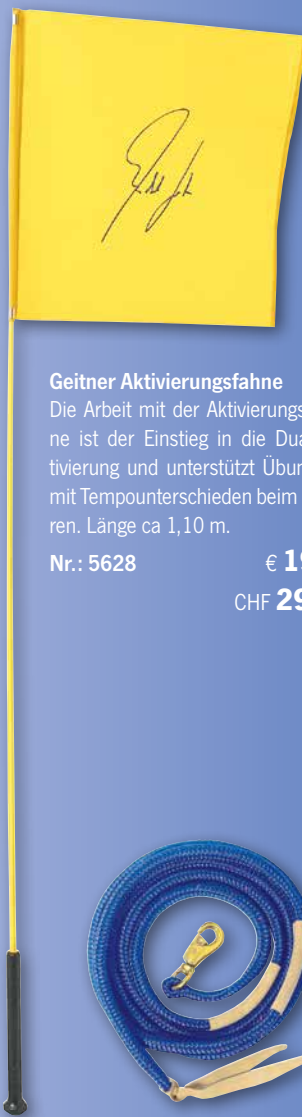 Geitner Aktivierungsfahne
Die Arbeit mit der Aktivierungs
ne ist der Einstieg in die Dua
tivierung und unterstützt Übun
mit Tempounterschieden beim
ren. Länge ca 1,10 m.
Nr.: 5628 € 19
CHF 29